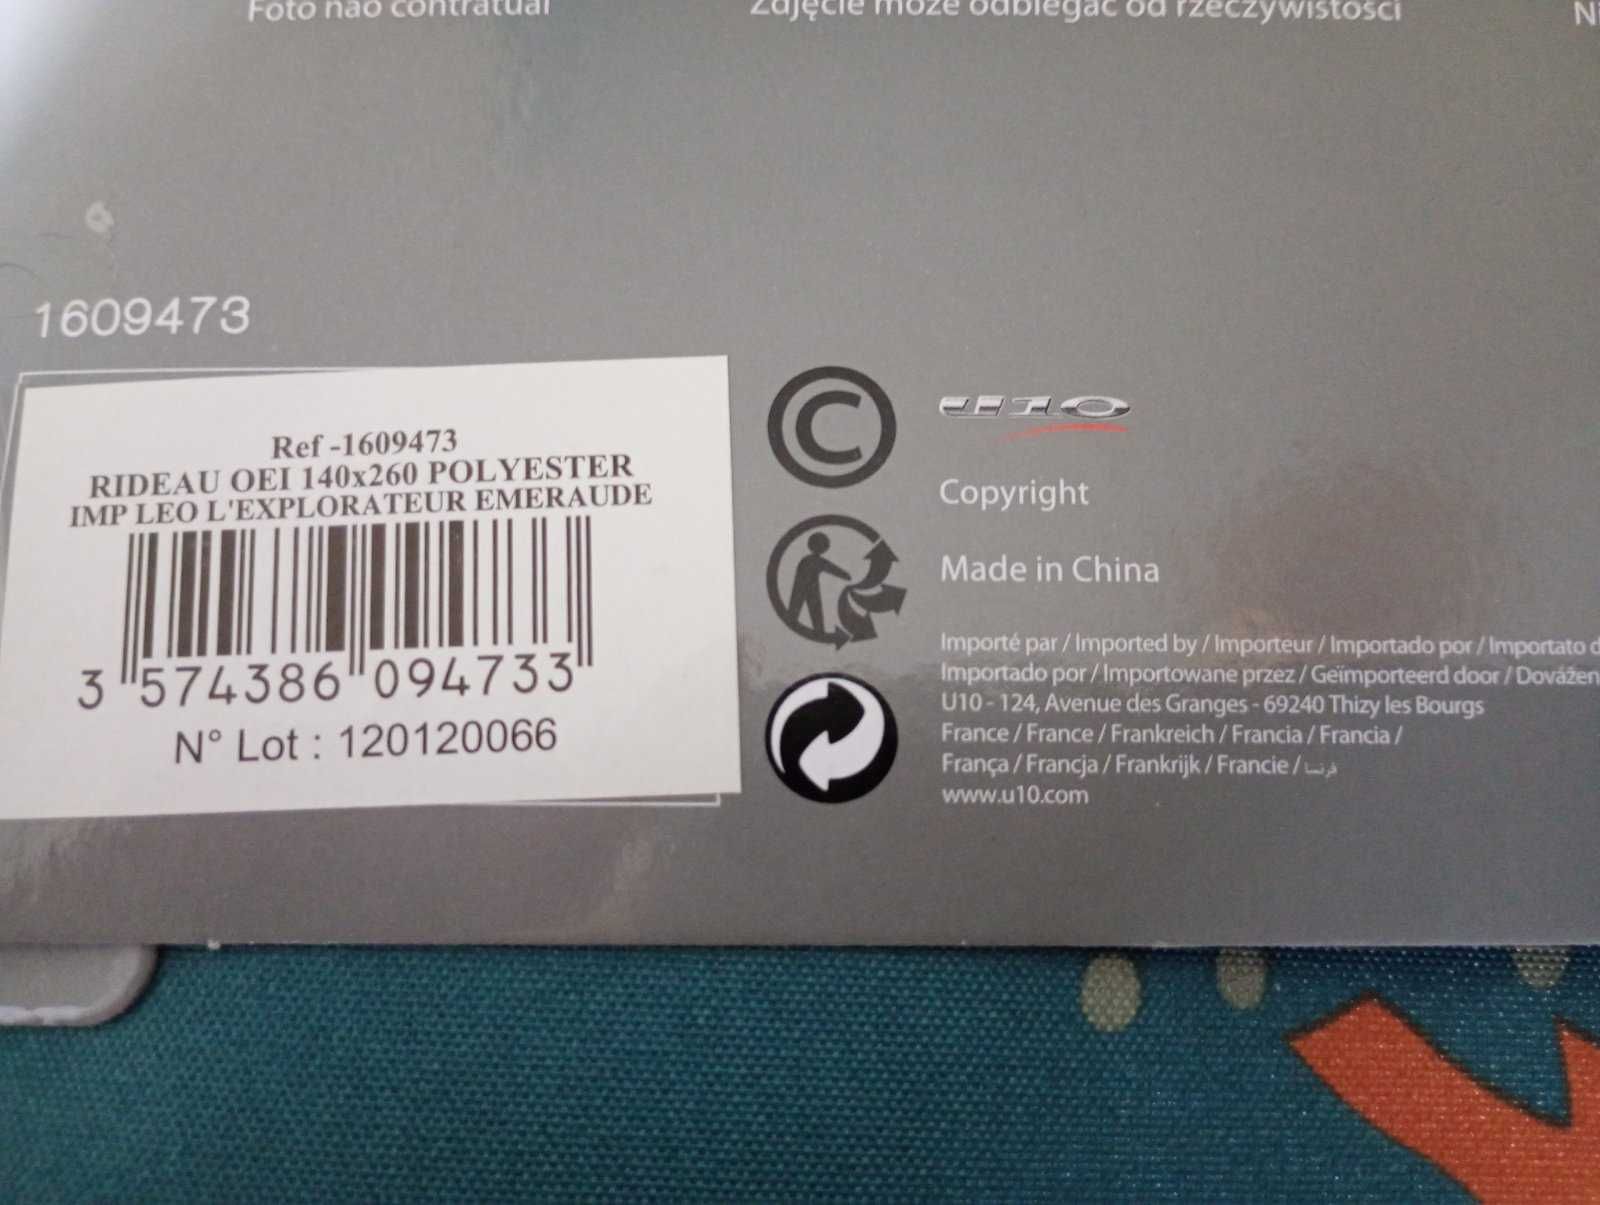 Foto não contratual
Zdjęcie może odbiegać od rzeczywistości
1609473
Ref -1609473
RIDEAU OEI 140x260 POLYESTER
IMP LEO L'EXPLORATEUR EMERAUDE
3 574386 094733
N° Lot : 120120066
u10
Copyright
Made in China
Importé par / Imported by / Importeur / Importado por / Importato
Importado por / Importowane przez / Geïmporteerd door /
U10 - 124, Avenue des Granges - 69240 Thizy les Bourgs
France / France / Frankreich / Francia / Francia /
França / Francja / Frankrijk / Francie / فرنسا
www.u10.com